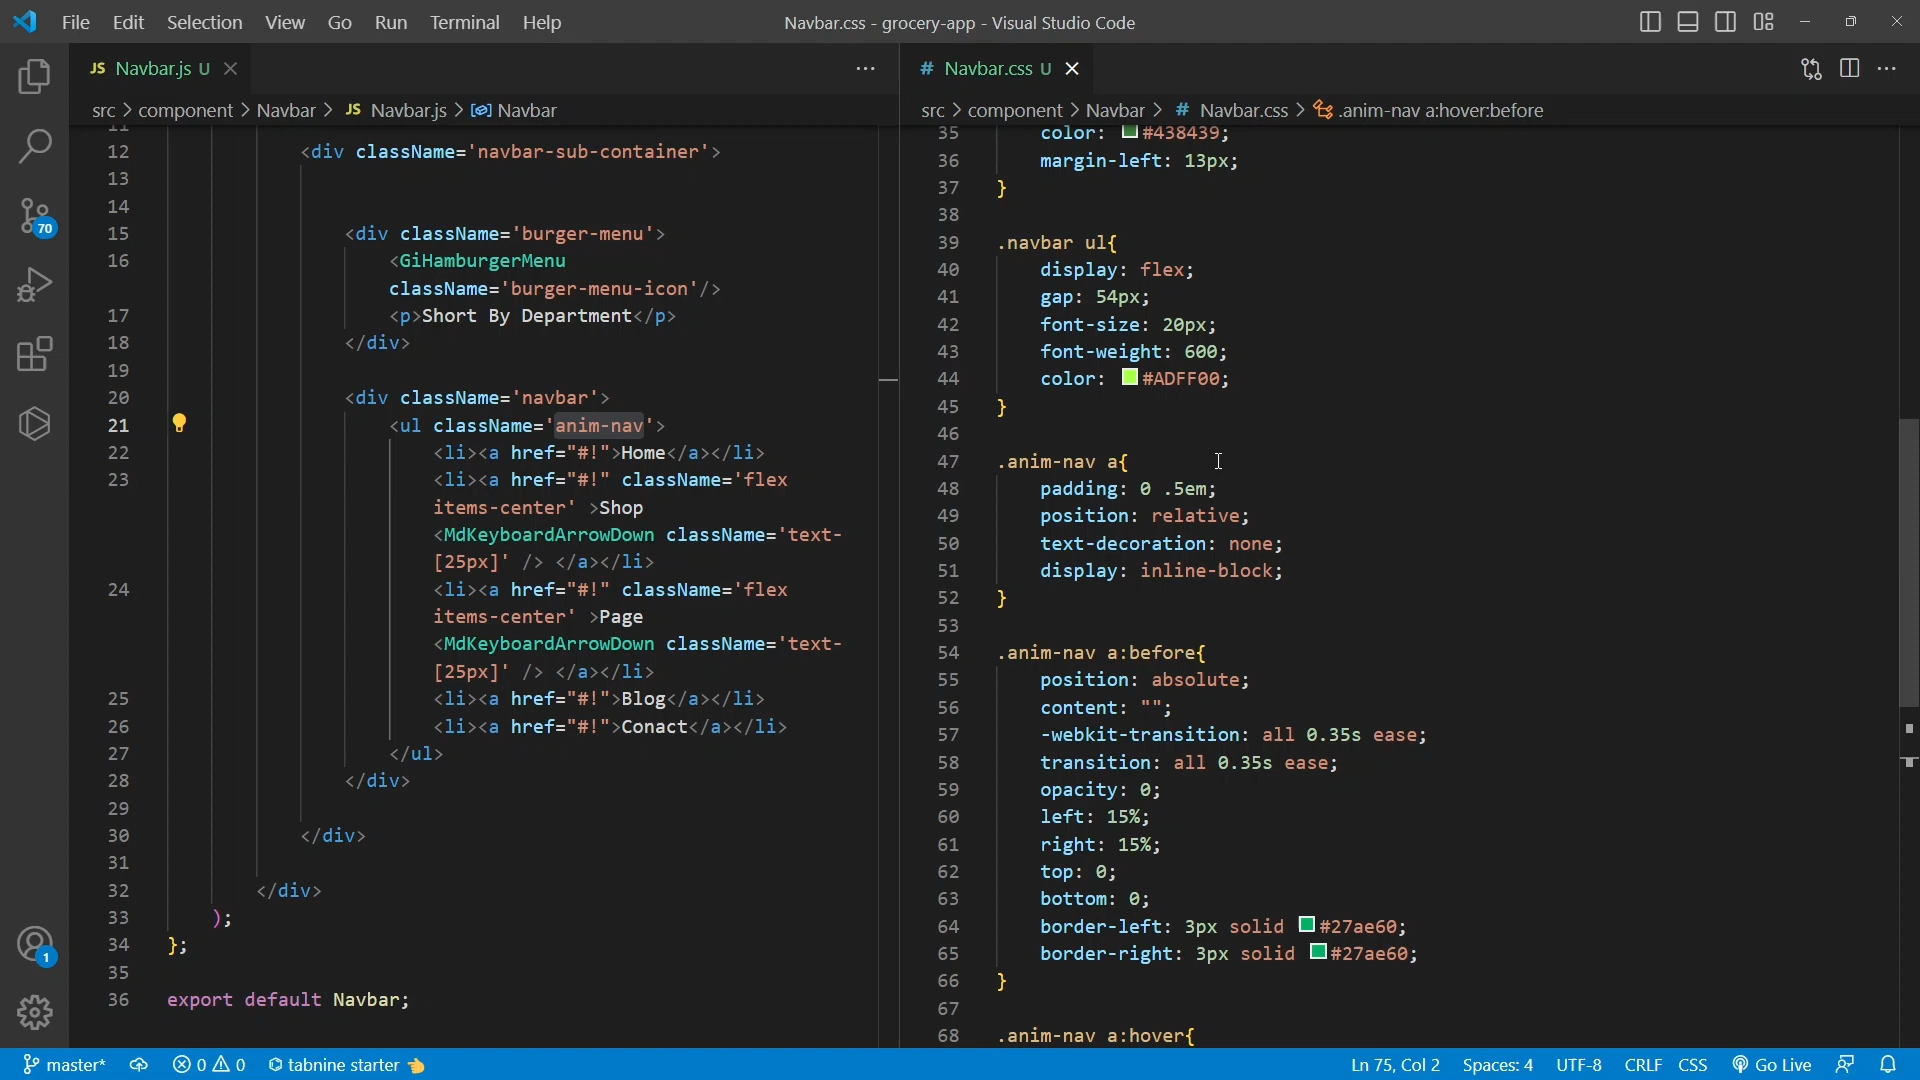 File Edit Selection View Go Run Terminal Help
Navbar.css - grocery-app - Visual Studio Code
JS Navbar.js U
src > component > Navbar > JS Navbar.js > Navbar
11
12 <div className='navbar-sub-container'>
13
14
15 <div className='burger-menu'>
16 <GiHamburgerMenu
className='burger-menu-icon'/>
17 <p>Short By Department</p>
18 </div>
19
20 <div className='navbar'>
21 <ul className='anim-nav'>
22 <li><a href="#!">Home</a></li>
23 <li><a href="#!" className='flex
items-center' >Shop
<MdKeyboardArrowDown className='text-
[25px]' /> </a></li>
24 <li><a href="#!" className='flex
items-center' >Page
<MdKeyboardArrowDown className='text-
[25px]' /> </a></li>
25 <li><a href="#!">Blog</a></li>
26 <li><a href="#!">Conact</a></li>
27 </ul>
28 </div>
29
30 </div>
31
32 </div>
33 );
34 };
35
36 export default Navbar;
# Navbar.css U
src > component > Navbar > # Navbar.css > .anim-nav a:hover:before
35 color: #438439;
36 margin-left: 13px;
37 }
38
39 .navbar ul{
40 display: flex;
41 gap: 54px;
42 font-size: 20px;
43 font-weight: 600;
44 color: #ADFF00;
45 }
46
47 .anim-nav a{
48 padding: 0 .5em;
49 position: relative;
50 text-decoration: none;
51 display: inline-block;
52 }
53
54 .anim-nav a:before{
55 position: absolute;
56 content: "";
57 -webkit-transition: all 0.35s ease;
58 transition: all 0.35s ease;
59 opacity: 0;
60 left: 15%;
61 right: 15%;
62 top: 0;
63 bottom: 0;
64 border-left: 3px solid #27ae60;
65 border-right: 3px solid #27ae60;
66 }
67
68 .anim-nav a:hover{
70
1
master* 0 0 tabnine starter
Ln 75, Col 2 Spaces: 4 UTF-8 CRLF CSS Go Live